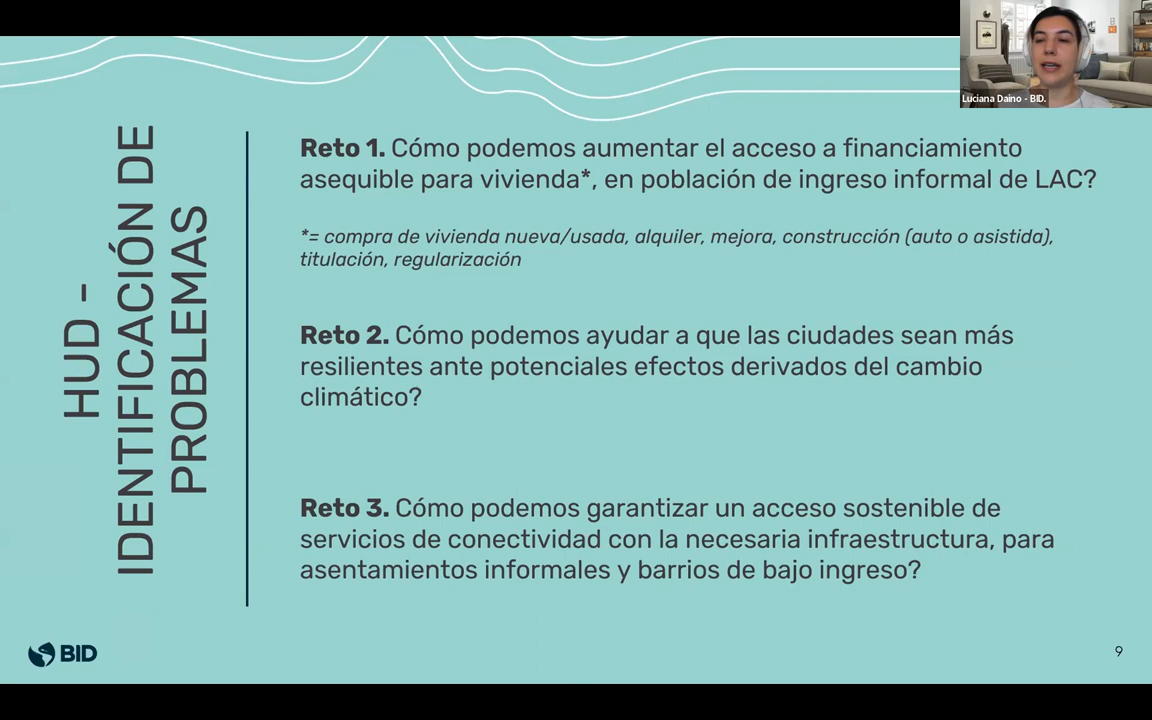 Luciana Daino - BID.
HUD -
IDENTIFICACIÓN DE
PROBLEMAS
Reto 1. Cómo podemos aumentar el acceso a financiamiento
asequible para vivienda*, en población de ingreso informal de LAC?
*= compra de vivienda nueva/usada, alquiler, mejora, construcción (auto o asistida),
titulación, regularización
Reto 2. Cómo podemos ayudar a que las ciudades sean más
resilientes ante potenciales efectos derivados del cambio
climático?
Reto 3. Cómo podemos garantizar un acceso sostenible de
servicios de conectividad con la necesaria infraestructura, para
asentamientos informales y barrios de bajo ingreso?
BID
9